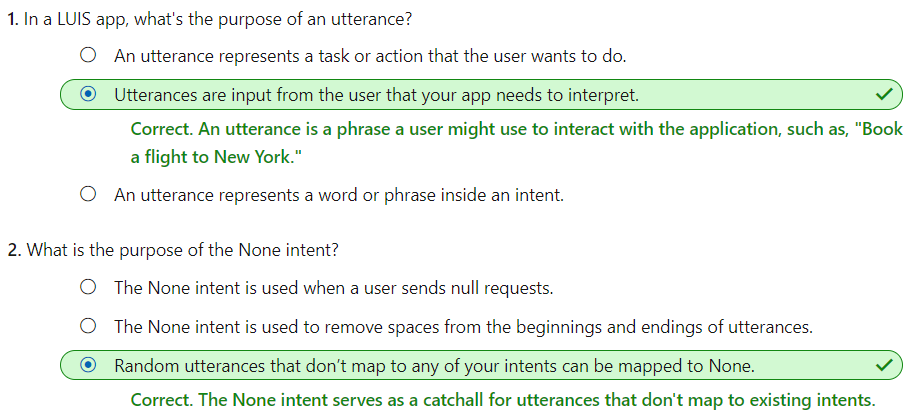 1. In a LUIS app, what's the purpose of an utterance?
An utterance represents a task or action that the user wants to do.
Utterances are input from the user that your app needs to interpret.
Correct. An utterance is a phrase a user might use to interact with the application, such as, "Book
a flight to New York."
An utterance represents a word or phrase inside an intent.
2. What is the purpose of the None intent?
The None intent is used when a user sends null requests.
The None intent is used to remove spaces from the beginnings and endings of utterances.
Random utterances that don’t map to any of your intents can be mapped to None.
Correct. The None intent serves as a catchall for utterances that don't map to existing intents.